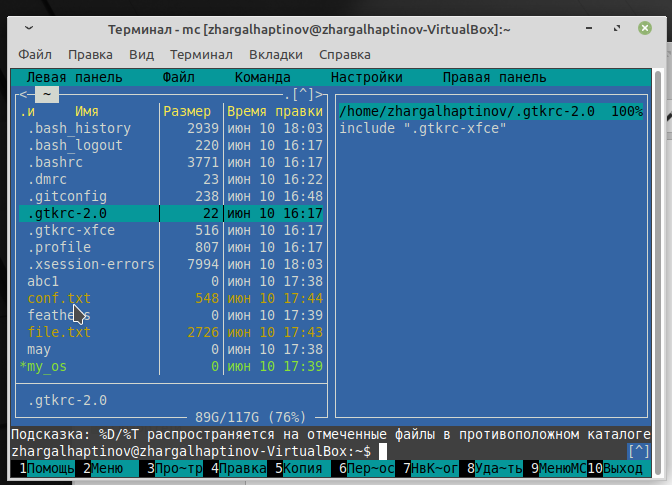 Терминал - mc [zhargalhaptinov@zhargalhaptinov-VirtualBox]:~
Файл Правка Вид Терминал Вкладки Справка
Левая панель Файл Команда Настройки Правая панель
<─ ~ ─.[^]>
.и Имя Размер Время правки
.bash_history 2939 июн 10 18:03
.bash_logout 220 июн 10 16:17
.bashrc 3771 июн 10 16:17
.dmrc 23 июн 10 16:22
.gitconfig 238 июн 10 16:48
.gtkrc-2.0 22 июн 10 16:17
.gtkrc-xfce 516 июн 10 16:17
.profile 807 июн 10 16:17
.xsession-errors 7994 июн 10 18:03
abc1 0 июн 10 17:38
conf.txt 548 июн 10 17:44
feathers 0 июн 10 17:39
file.txt 2726 июн 10 17:43
may 0 июн 10 17:38
*my_os 0 июн 10 17:39
.gtkrc-2.0
89G/117G (76%)
/home/zhargalhaptinov/.gtkrc-2.0 100%
include ".gtkrc-xfce"
Подсказка: %D/%T распространяется на отмеченные файлы в противоположном каталоге
zhargalhaptinov@zhargalhaptinov-VirtualBox:~$ [^]
1Помощь 2Меню 3Про~тр 4Правка 5Копия 6Пер~ос 7НвК~ог 8Уда~ть 9МенюMC 10Выход